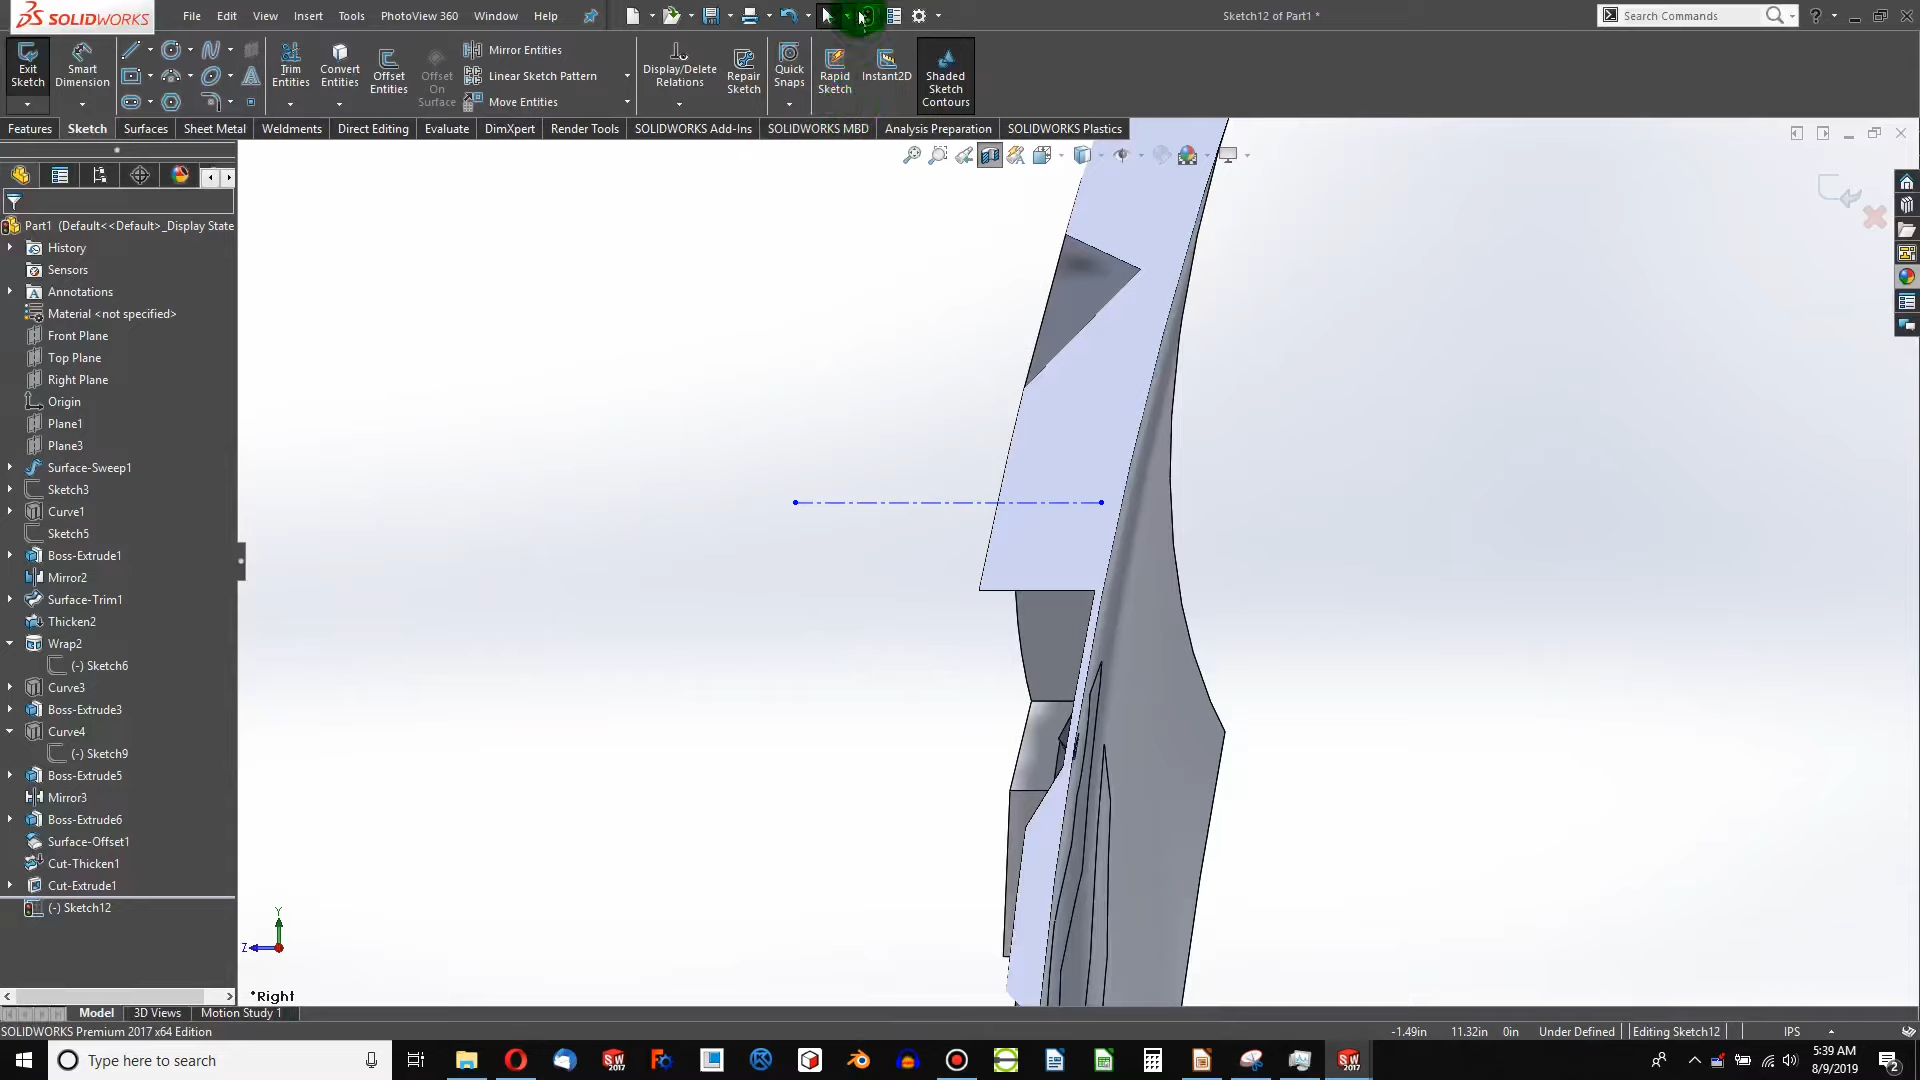 SOLIDWORKS
File Edit View Insert Tools PhotoView 360 Window Help
Sketch12 of Part1 *
Search Commands
Exit Sketch
Smart Dimension
Trim Entities
Convert Entities
Offset Entities
Offset On Surface
Mirror Entities
Linear Sketch Pattern
Move Entities
Display/Delete Relations
Repair Sketch
Quick Snaps
Rapid Sketch
Instant2D
Shaded Sketch Contours
Features Sketch Surfaces Sheet Metal Weldments Direct Editing Evaluate DimXpert Render Tools SOLIDWORKS Add-Ins SOLIDWORKS MBD Analysis Preparation SOLIDWORKS Plastics
Part1 (Default<<Default>_Display State
History
Sensors
Annotations
Material <not specified>
Front Plane
Top Plane
Right Plane
Origin
Plane1
Plane3
Surface-Sweep1
Sketch3
Curve1
Sketch5
Boss-Extrude1
Mirror2
Surface-Trim1
Thicken2
Wrap2
(-) Sketch6
Curve3
Boss-Extrude3
Curve4
(-) Sketch9
Boss-Extrude5
Mirror3
Boss-Extrude6
Surface-Offset1
Cut-Thicken1
Cut-Extrude1
(-) Sketch12
Y
Z
*Right
Model 3D Views Motion Study 1
SOLIDWORKS Premium 2017 x64 Edition
-1.49in 11.32in 0in Under Defined Editing Sketch12 IPS
Type here to search
SW 2017
SW 2017
5:39 AM
8/9/2019
2